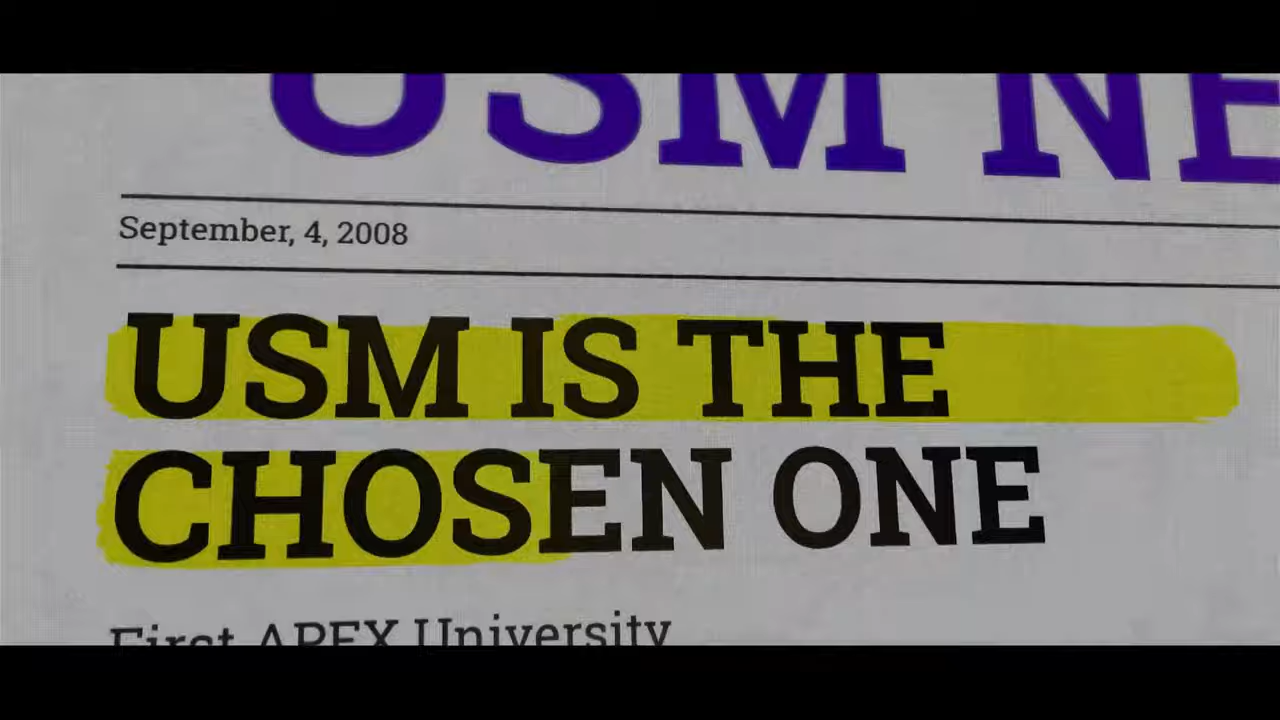 USM NE
September, 4, 2008
USM IS THE
CHOSEN ONE
First APEX University